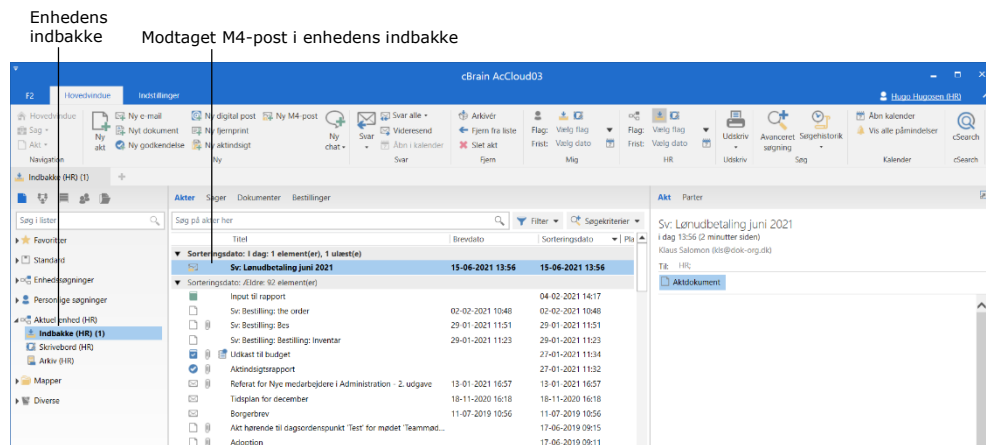 Enhedens
indbakke
Modtaget M4-post i enhedens indbakke
cBrain AcCloud03
F2 Hovedvindue Indstillinger Hugo Hugosen (HR)
Hovedvindue Ny e-mail Ny digital post Ny M4-post Svar alle Arkivér Åbn kalender
Sag Nyt dokument Ny fjernprint Videresend Fjern fra liste Flag: Vælg flag Flag: Vælg flag Vis alle påmindelser
Akt Ny godkendelse Ny aktindsigt Åbn i kalender Slet akt Frist: Vælg dato Frist: Vælg dato
Ny
akt
Ny
chat
Svar
Udskriv
Avanceret
søgning
Søgehistorik
cSearch
Navigation Ny Svar Fjern Mig HR Udskriv Søg Kalender cSearch
Indbakke (HR) (1)
Akter Sager Dokumenter Bestillinger
Akt Parter
Søg i lister
Søg på akter her Filter Søgekriterier
Titel Brevdato Sorteringsdato Pla
Favoritter
Standard
Enhedssøgninger
Personlige søgninger
Aktuel enhed (HR)
Indbakke (HR) (1)
Skrivebord (HR)
Arkiv (HR)
Mapper
Diverse
Sorteringsdato: I dag: 1 element(er), 1 ulæst(e)
Sv: Lønudbetaling juni 2021 15-06-2021 13:56 15-06-2021 13:56
Sorteringsdato: Ældre: 92 element(er)
Input til rapport 04-02-2021 14:17
Sv: Bestilling: the order 02-02-2021 10:48 02-02-2021 10:48
Sv: Bestilling: Bes 29-01-2021 11:51 29-01-2021 11:51
Sv: Bestilling: Bestilling: Inventar 29-01-2021 11:23 29-01-2021 11:23
Udkast til budget 27-01-2021 11:34
Aktindsigtsrapport 27-01-2021 11:32
Referat for Nye medarbejdere i Administration - 2. udgave 13-01-2021 16:57 13-01-2021 16:57
Tidsplan for december 18-11-2020 16:18 18-11-2020 16:18
Borgerbrev 11-07-2019 10:56 11-07-2019 10:56
Akt hørende til dagsordenspunkt 'Test' for mødet 'Teammød... 17-06-2019 09:15
Adoption 17-06-2019 09:11
Sv: Lønudbetaling juni 2021
i dag 13:56 (2 minutter siden)
Klaus Salomon (kls@dok-org.dk)
Til: HR;
Aktdokument